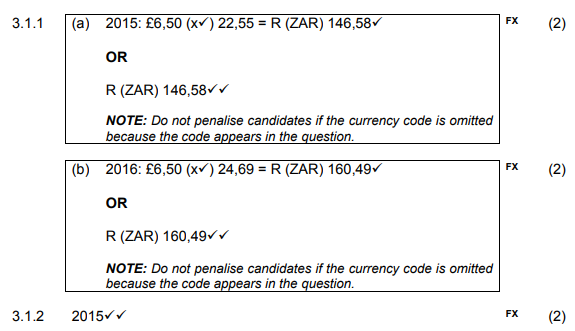 3.1.1 (a) 2015: £6,50 (x✓) 22,55 = R (ZAR) 146,58✓ FX (2)
OR
R (ZAR) 146,58✓✓
NOTE: Do not penalise candidates if the currency code is omitted
because the code appears in the question.
(b) 2016: £6,50 (x✓) 24,69 = R (ZAR) 160,49✓ FX (2)
OR
R (ZAR) 160,49✓✓
NOTE: Do not penalise candidates if the currency code is omitted
because the code appears in the question.
3.1.2 2015✓✓ FX (2)